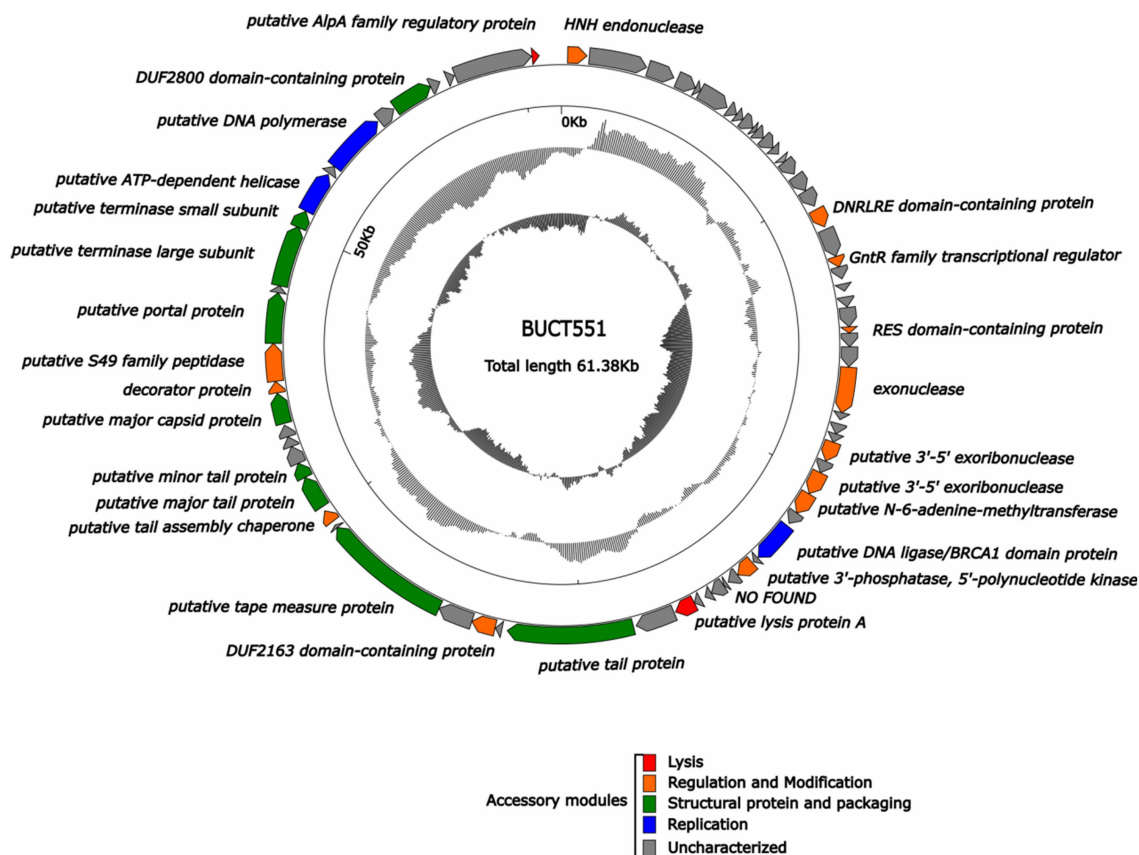 putative AlpA family regulatory protein
HNH endonuclease
DUF2800 domain-containing protein
putative DNA polymerase
0Kb
putative ATP-dependent helicase
putative terminase small subunit
DNRLRE domain-containing protein
putative terminase large subunit
50Kb
GntR family transcriptional regulator
putative portal protein
BUCT551
RES domain-containing protein
putative S49 family peptidase
Total length 61.38Kb
decorator protein
exonuclease
putative major capsid protein
putative 3'-5' exoribonuclease
putative minor tail protein
putative 3'-5' exoribonuclease
putative major tail protein
putative N-6-adenine-methyltransferase
putative tail assembly chaperone
putative DNA ligase/BRCA1 domain protein
putative 3'-phosphatase, 5'-polynucleotide kinase
NO FOUND
putative tape measure protein
putative lysis protein A
DUF2163 domain-containing protein
putative tail protein
Accessory modules
Lysis
Regulation and Modification
Structural protein and packaging
Replication
Uncharacterized